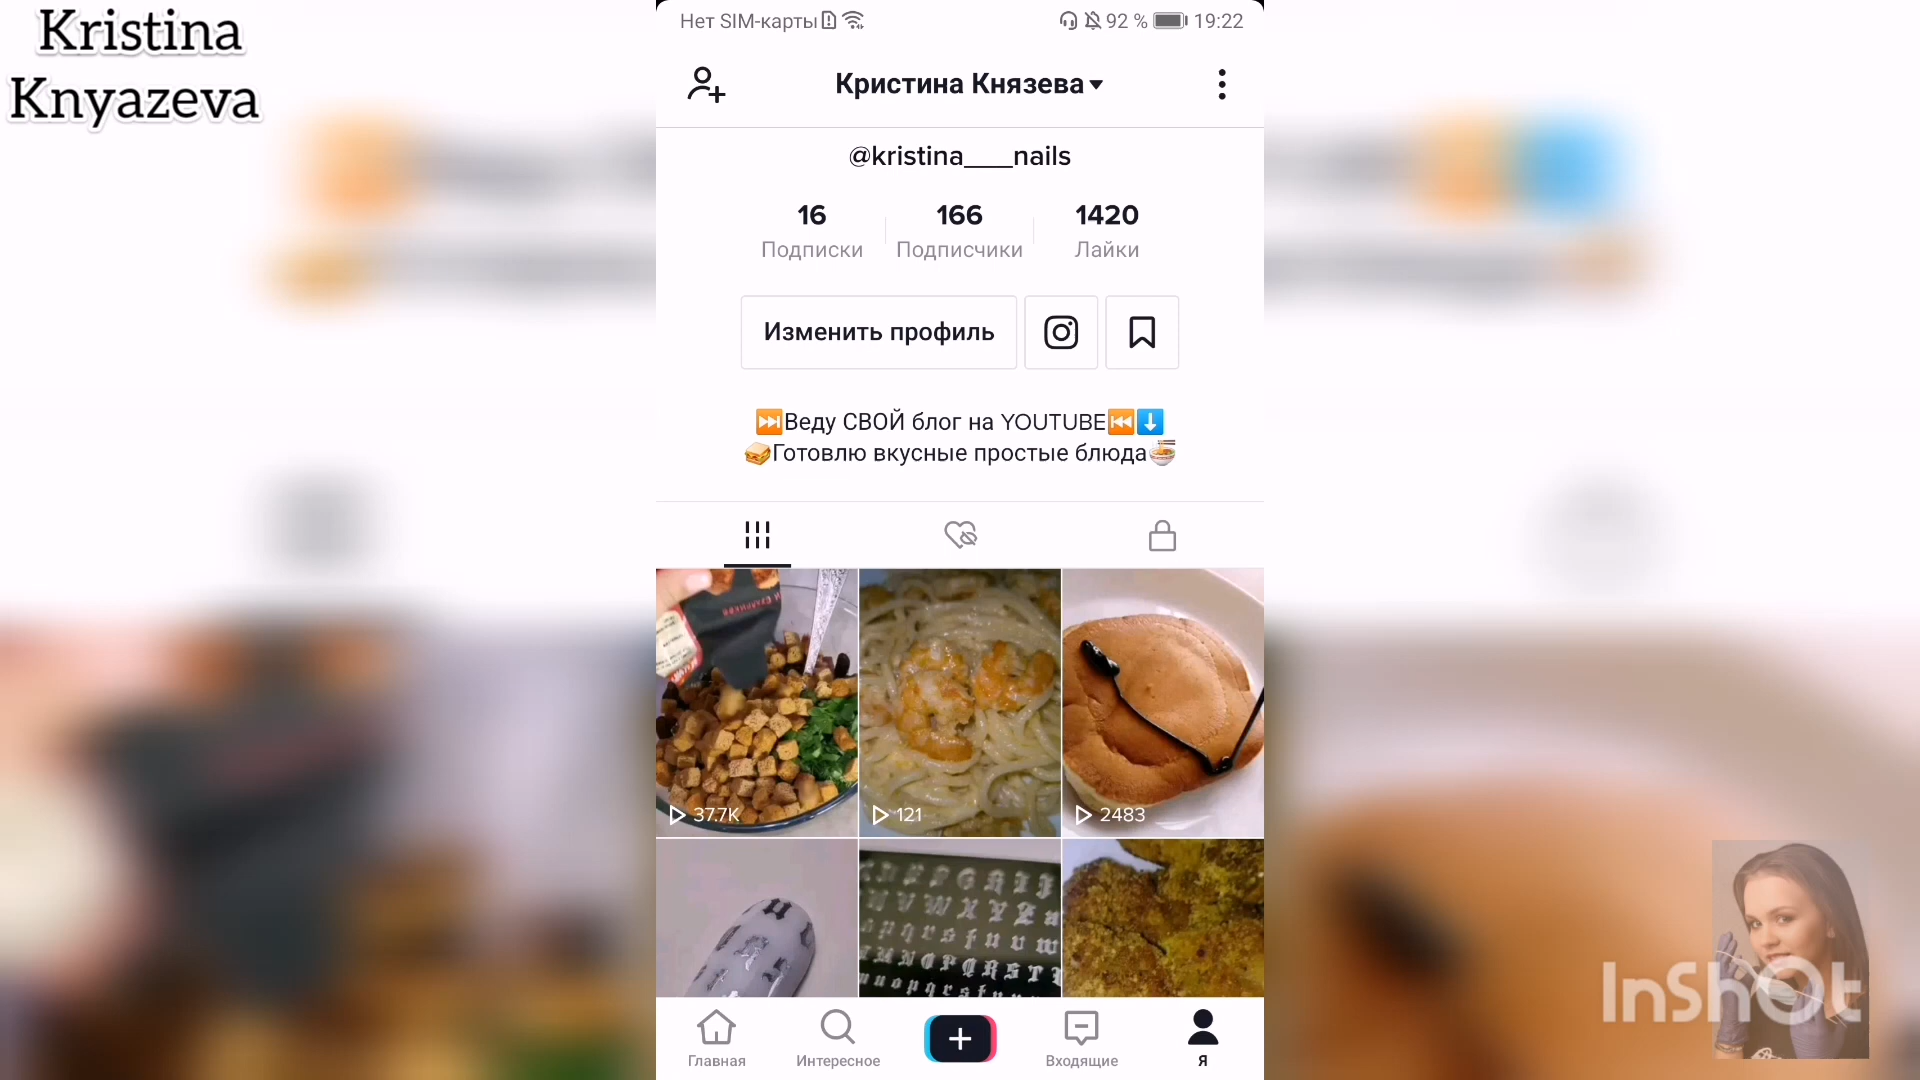 Kristina
Knyazeva
Нет SIM-карты
92 %
19:22
Кристина Князева
@kristina___nails
16
166
1420
Подписки
Подписчики
Лайки
Изменить профиль
Веду СВОЙ блог на YOUTUBE
Готовлю вкусные простые блюда
37.7K
121
2483
InShOt
Главная
Интересное
Входящие
Я